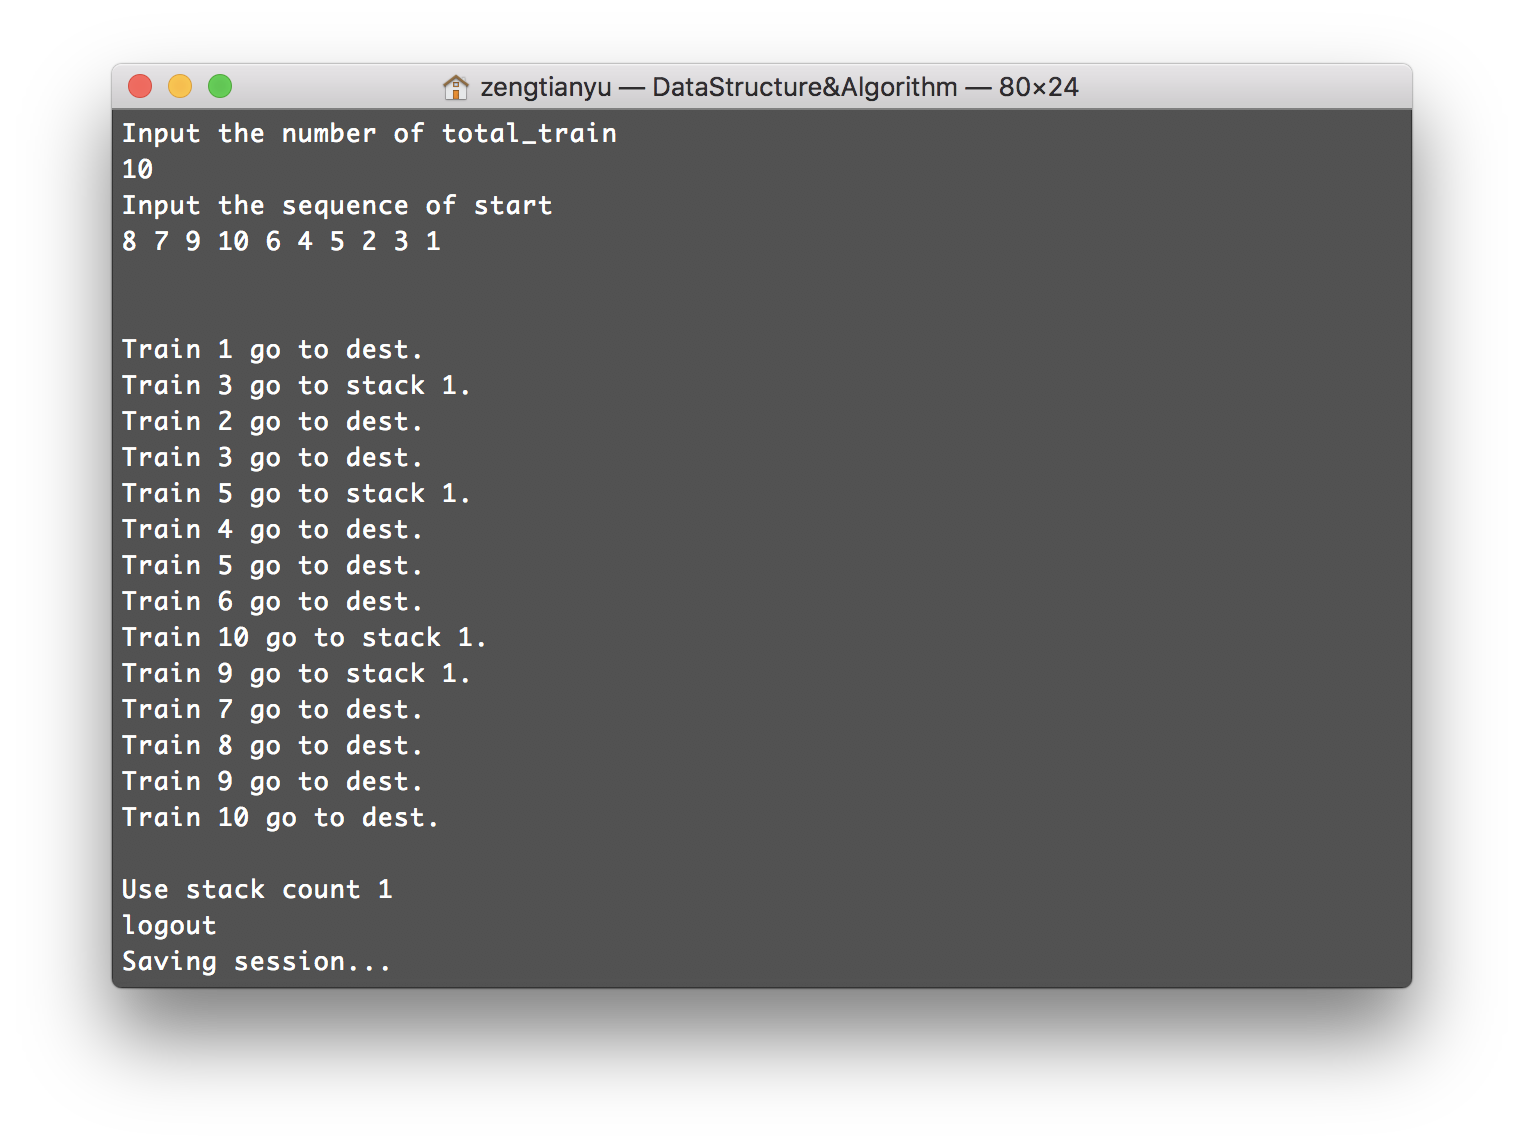 zengtianyu — DataStructure&Algorithm — 80×24
Input the number of total_train
10
Input the sequence of start
8 7 9 10 6 4 5 2 3 1
Train 1 go to dest.
Train 3 go to stack 1.
Train 2 go to dest.
Train 3 go to dest.
Train 5 go to stack 1.
Train 4 go to dest.
Train 5 go to dest.
Train 6 go to dest.
Train 10 go to stack 1.
Train 9 go to stack 1.
Train 7 go to dest.
Train 8 go to dest.
Train 9 go to dest.
Train 10 go to dest.
Use stack count 1
logout
Saving session...